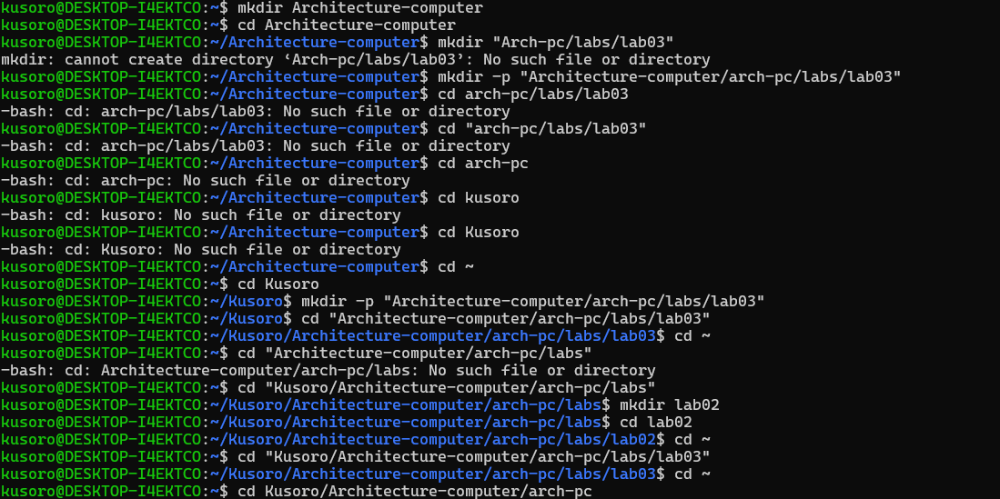 kusoro@DESKTOP-I4EKTCO:~$ mkdir Architecture-computer
kusoro@DESKTOP-I4EKTCO:~$ cd Architecture-computer
kusoro@DESKTOP-I4EKTCO:~/Architecture-computer$ mkdir "Arch-pc/labs/lab03"
mkdir: cannot create directory ‘Arch-pc/labs/lab03’: No such file or directory
kusoro@DESKTOP-I4EKTCO:~/Architecture-computer$ mkdir -p "Architecture-computer/arch-pc/labs/lab03"
kusoro@DESKTOP-I4EKTCO:~/Architecture-computer$ cd arch-pc/labs/lab03
-bash: cd: arch-pc/labs/lab03: No such file or directory
kusoro@DESKTOP-I4EKTCO:~/Architecture-computer$ cd "arch-pc/labs/lab03"
-bash: cd: arch-pc/labs/lab03: No such file or directory
kusoro@DESKTOP-I4EKTCO:~/Architecture-computer$ cd arch-pc
-bash: cd: arch-pc: No such file or directory
kusoro@DESKTOP-I4EKTCO:~/Architecture-computer$ cd kusoro
-bash: cd: kusoro: No such file or directory
kusoro@DESKTOP-I4EKTCO:~/Architecture-computer$ cd Kusoro
-bash: cd: Kusoro: No such file or directory
kusoro@DESKTOP-I4EKTCO:~/Architecture-computer$ cd ~
kusoro@DESKTOP-I4EKTCO:~$ cd Kusoro
kusoro@DESKTOP-I4EKTCO:~/Kusoro$ mkdir -p "Architecture-computer/arch-pc/labs/lab03"
kusoro@DESKTOP-I4EKTCO:~/Kusoro$ cd "Architecture-computer/arch-pc/labs/lab03"
kusoro@DESKTOP-I4EKTCO:~/Kusoro/Architecture-computer/arch-pc/labs/lab03$ cd ~
kusoro@DESKTOP-I4EKTCO:~$ cd "Architecture-computer/arch-pc/labs"
-bash: cd: Architecture-computer/arch-pc/labs: No such file or directory
kusoro@DESKTOP-I4EKTCO:~$ cd "Kusoro/Architecture-computer/arch-pc/labs"
kusoro@DESKTOP-I4EKTCO:~/Kusoro/Architecture-computer/arch-pc/labs$ mkdir lab02
kusoro@DESKTOP-I4EKTCO:~/Kusoro/Architecture-computer/arch-pc/labs$ cd lab02
kusoro@DESKTOP-I4EKTCO:~/Kusoro/Architecture-computer/arch-pc/labs/lab02$ cd ~
kusoro@DESKTOP-I4EKTCO:~$ cd "Kusoro/Architecture-computer/arch-pc/labs/lab03"
kusoro@DESKTOP-I4EKTCO:~/Kusoro/Architecture-computer/arch-pc/labs/lab03$ cd ~
kusoro@DESKTOP-I4EKTCO:~$ cd Kusoro/Architecture-computer/arch-pc